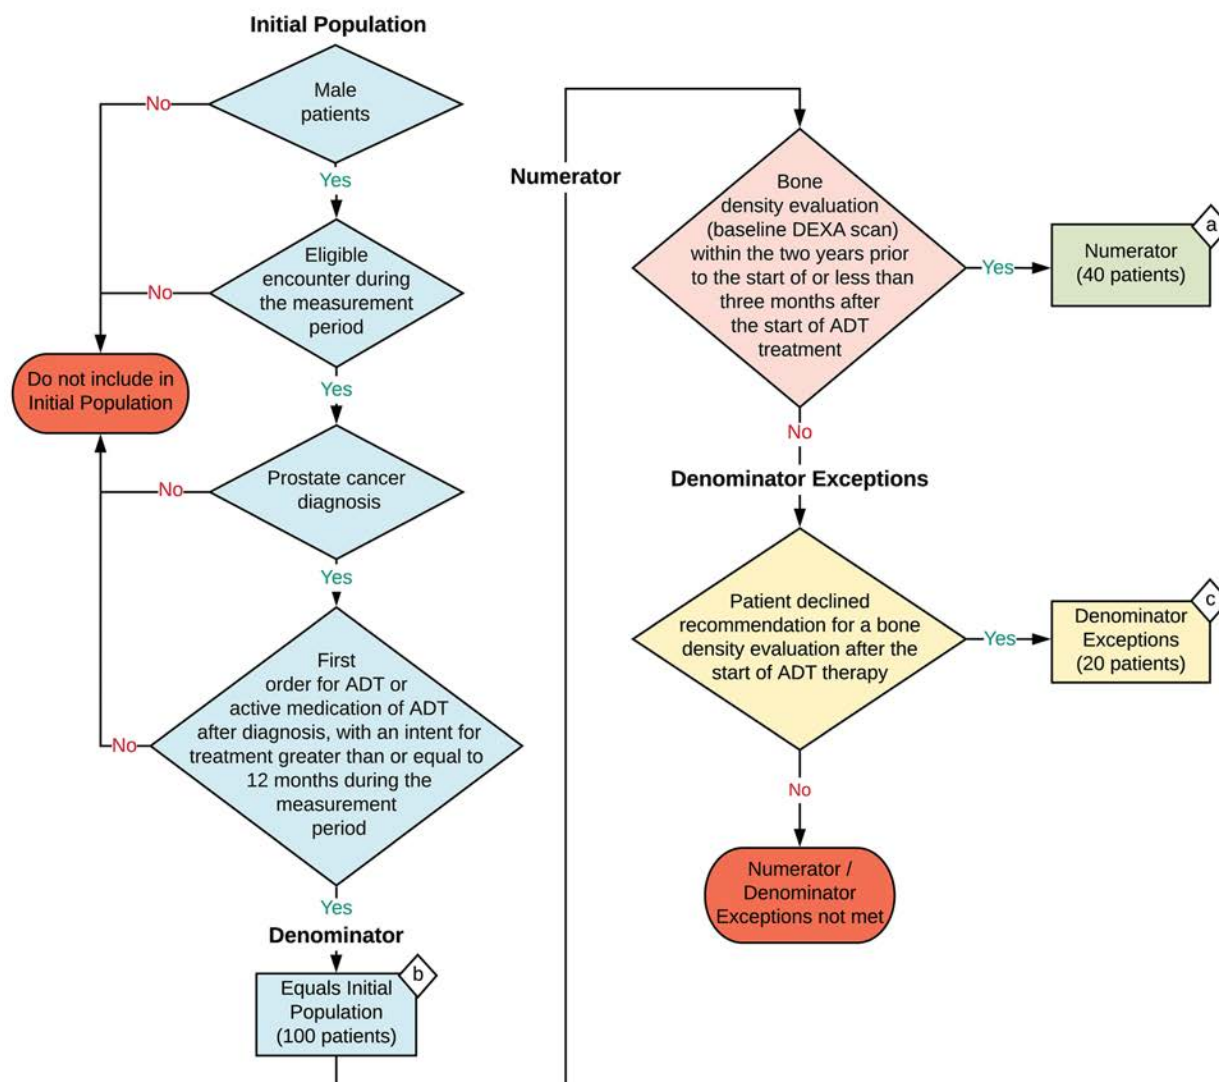 Initial Population
Male
patients
No
Yes
Eligible
encounter during
the measurement
period
No
Do not include in
Initial Population
Yes
Prostate cancer
diagnosis
No
Yes
First
order for ADT or
active medication of ADT
after diagnosis, with an intent for
treatment greater than or equal to
12 months during the
measurement
period
No
Yes
Denominator
b
Equals Initial
Population
(100 patients)
Numerator
Bone
density evaluation
(baseline DEXA scan)
within the two years prior
to the start of or less than
three months after
the start of ADT
treatment
Yes
a
Numerator
(40 patients)
No
Denominator Exceptions
Patient declined
recommendation for a bone
density evaluation after the
start of ADT therapy
Yes
c
Denominator
Exceptions
(20 patients)
No
Numerator /
Denominator
Exceptions not met